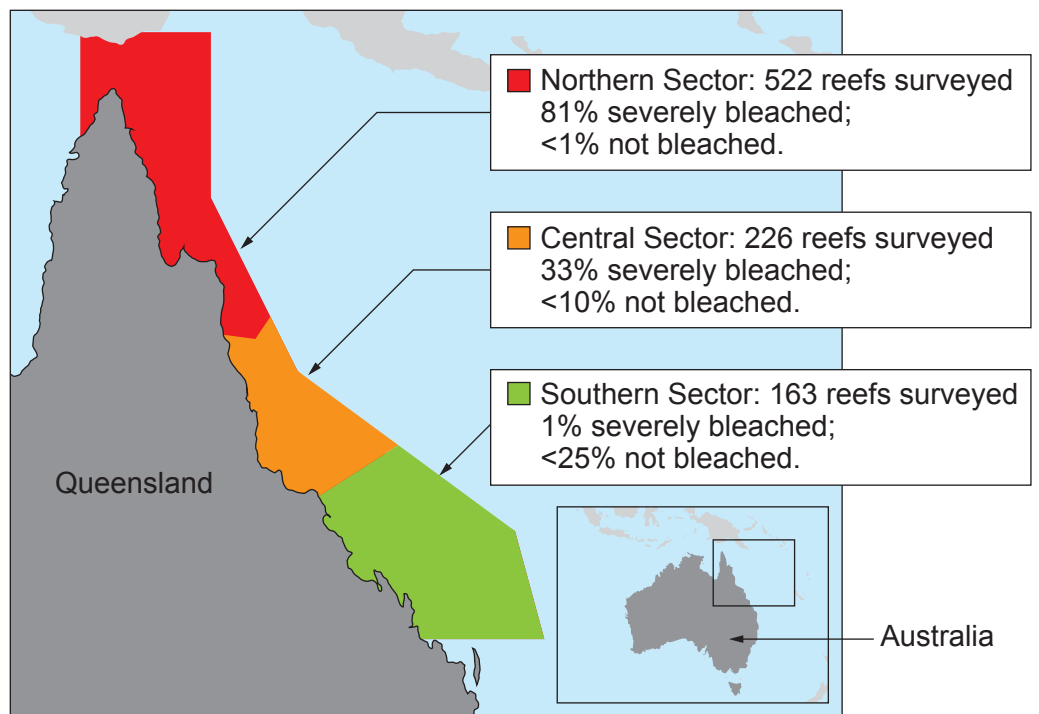 Northern Sector: 522 reefs surveyed
81% severely bleached;
<1% not bleached.
Central Sector: 226 reefs surveyed
33% severely bleached;
<10% not bleached.
Southern Sector: 163 reefs surveyed
1% severely bleached;
<25% not bleached.
Queensland
Australia